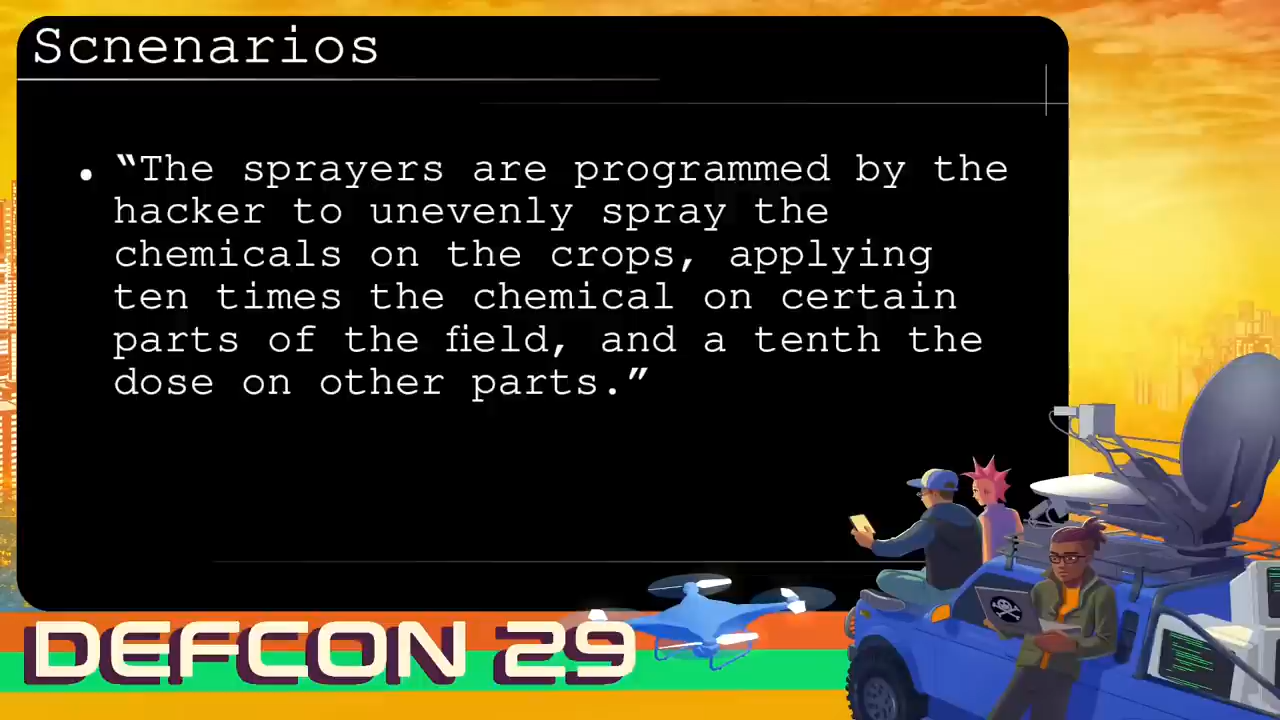 Scnenarios
• “The sprayers are programmed by the
hacker to unevenly spray the
chemicals on the crops, applying
ten times the chemical on certain
parts of the field, and a tenth the
dose on other parts.”
DEFCON 29